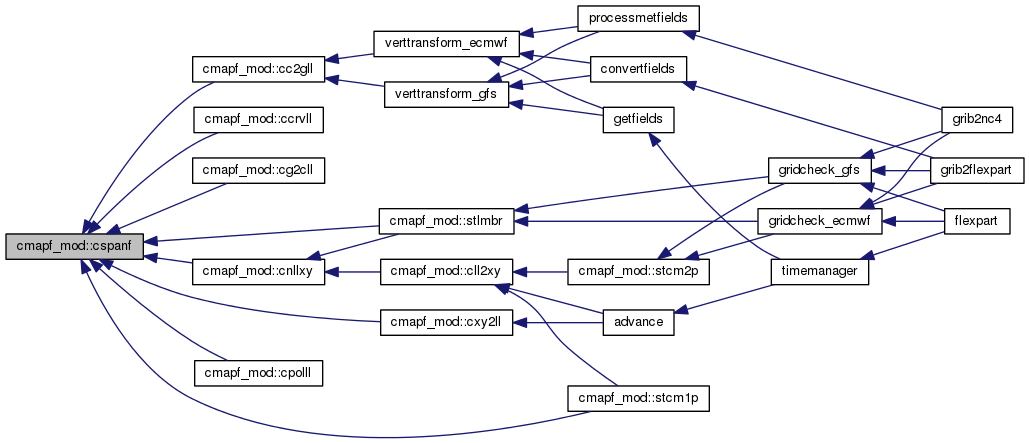 processmetfields
verttransform_ecmwf
cmapf_mod::cc2gll
convertfields
verttransform_gfs
cmapf_mod::ccrvll
getfields
grib2nc4
cmapf_mod::cg2cll
gridcheck_gfs
grib2flexpart
cmapf_mod::stlmbr
gridcheck_ecmwf
flexpart
cmapf_mod::cspanf
cmapf_mod::cnllxy
cmapf_mod::cll2xy
cmapf_mod::stcm2p
timemanager
cmapf_mod::cxy2ll
advance
cmapf_mod::cpolll
cmapf_mod::stcm1p